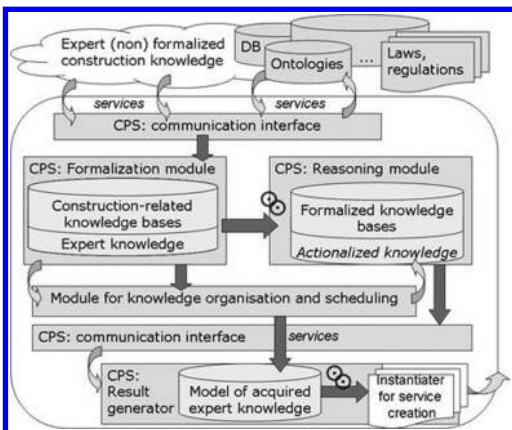 Expert (non) formalized
construction knowledge
DB
...
Ontologies
Laws,
regulations
services
services
CPS: communication interface
CPS: Formalization module
CPS: Reasoning module
Construction-related
knowledge bases
Expert knowledge
Formalized knowledge
bases
Actionalized knowledge
Module for knowledge organisation and scheduling
CPS: communication interface
services
CPS:
Result
generator
Model of acquired
expert knowledge
Instantiater
for service
creation